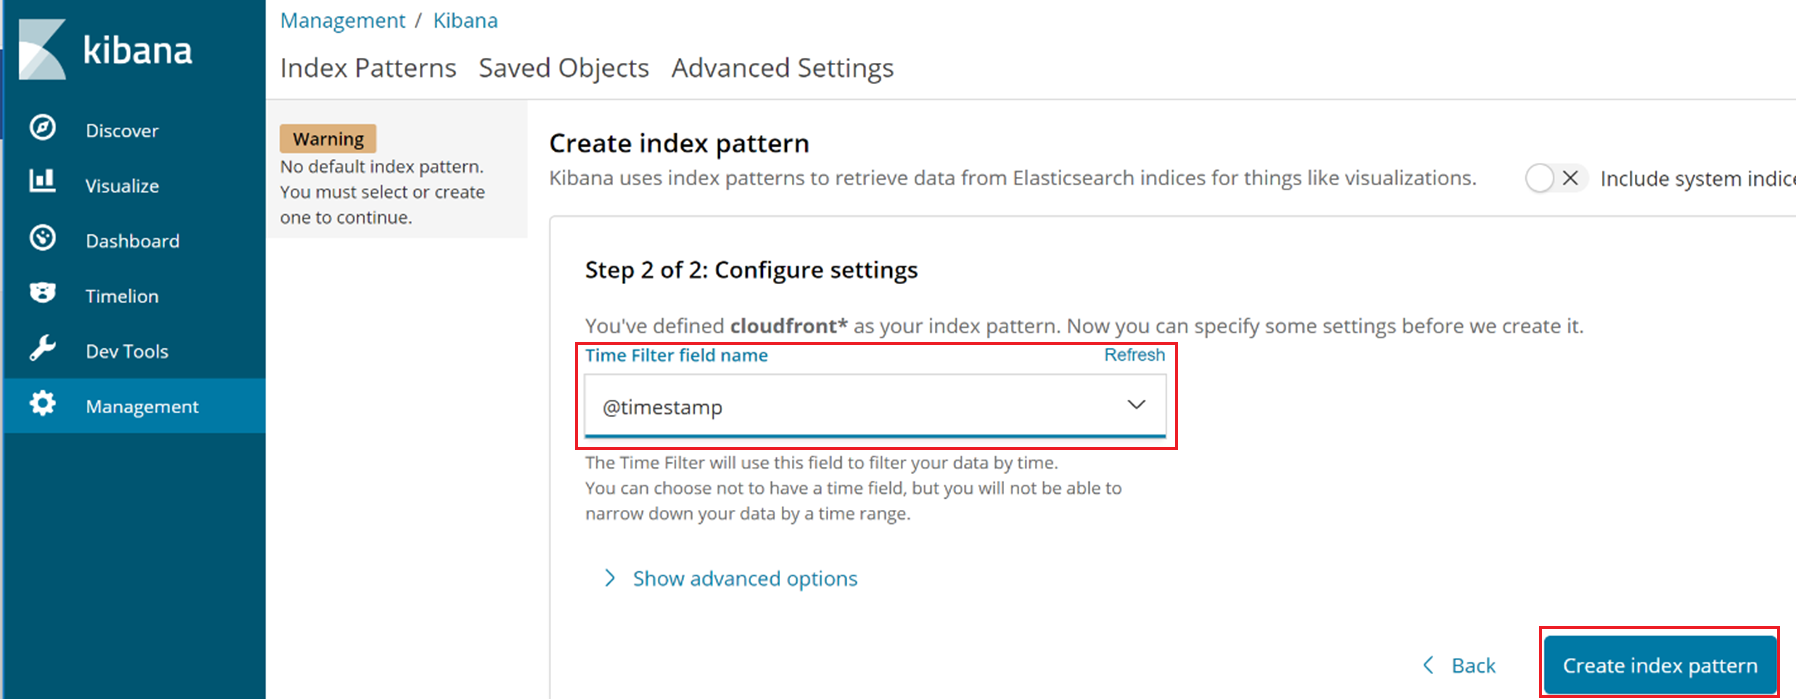 kibana
Discover
Visualize
Dashboard
Timelion
Dev Tools
Management
Management / Kibana
Index Patterns Saved Objects Advanced Settings
Warning
No default index pattern.
You must select or create
one to continue.
Create index pattern
Kibana uses index patterns to retrieve data from Elasticsearch indices for things like visualizations.
Include system indice
Step 2 of 2: Configure settings
You've defined cloudfront* as your index pattern. Now you can specify some settings before we create it.
Time Filter field name Refresh
@timestamp
The Time Filter will use this field to filter your data by time.
You can choose not to have a time field, but you will not be able to
narrow down your data by a time range.
Show advanced options
Back
Create index pattern